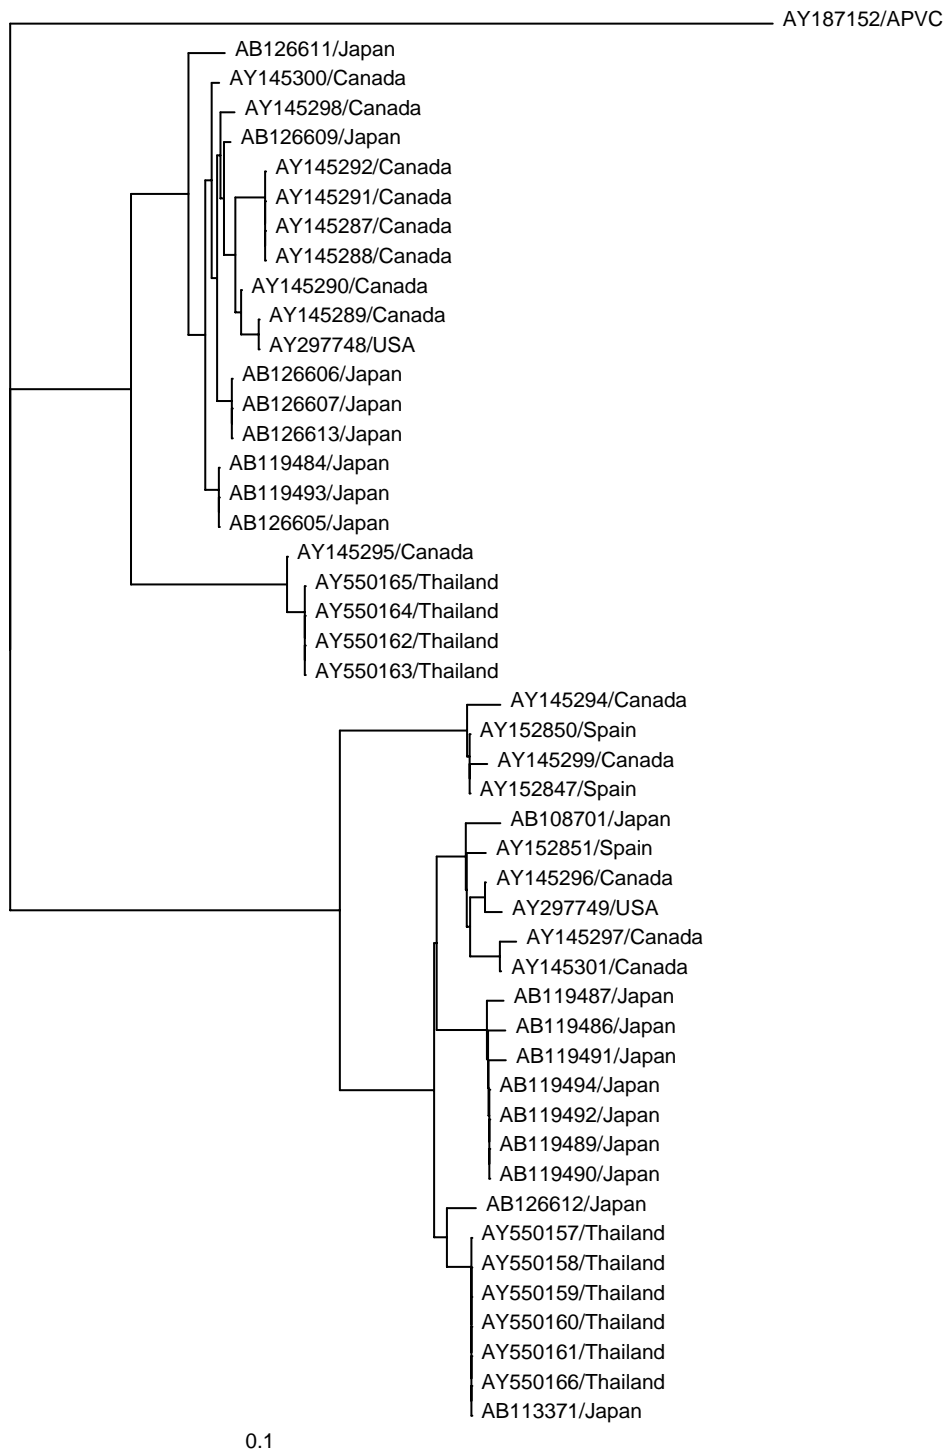 AY187152/APVC
AB126611/Japan
AY145300/Canada
AY145298/Canada
AB126609/Japan
AY145292/Canada
AY145291/Canada
AY145287/Canada
AY145288/Canada
AY145290/Canada
AY145289/Canada
AY297748/USA
AB126606/Japan
AB126607/Japan
AB126613/Japan
AB119484/Japan
AB119493/Japan
AB126605/Japan
AY145295/Canada
AY550165/Thailand
AY550164/Thailand
AY550162/Thailand
AY550163/Thailand
AY145294/Canada
AY152850/Spain
AY145299/Canada
AY152847/Spain
AB108701/Japan
AY152851/Spain
AY145296/Canada
AY297749/USA
AY145297/Canada
AY145301/Canada
AB119487/Japan
AB119486/Japan
AB119491/Japan
AB119494/Japan
AB119492/Japan
AB119489/Japan
AB119490/Japan
AB126612/Japan
AY550157/Thailand
AY550158/Thailand
AY550159/Thailand
AY550160/Thailand
AY550161/Thailand
AY550166/Thailand
AB113371/Japan
0.1